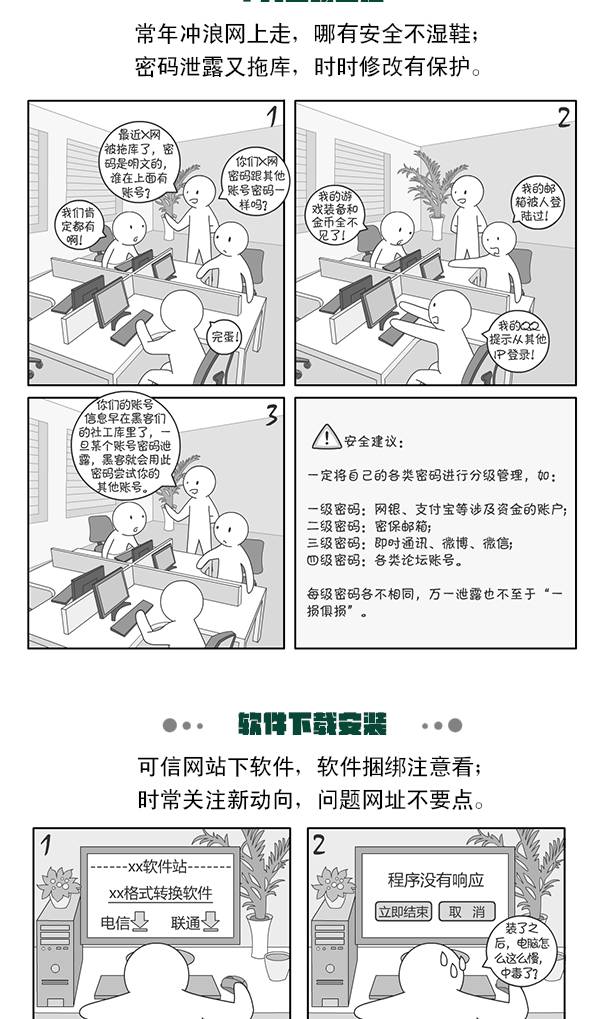 常年冲浪网上走，哪有安全不湿鞋；
密码泄露又拖库，时时修改有保护。
1
最近X网
被拖库了，密
码是明文的，
谁在上面有
账号？
你们X网
密码跟其他
账号密码一
样吗？
我们肯
定都有
啊！
完蛋！
2
我的游
戏装备和
金币全不
见了！
我的邮
箱被人登
陆过！
我的QQ
提示从其他
IP登录！
3
你们的账号
信息早在黑客们
的社工库里了，一
旦某个账号密码泄
露，黑客就会用此
密码尝试你的
其他账号。
安全建议：
一定将自己的各类密码进行分级管理，如：
一级密码：网银、支付宝等涉及资金的账户；
二级密码：密保邮箱；
三级密码：即时通讯、微博、微信；
四级密码：各类论坛账号。
每级密码各不相同，万一泄露也不至于“一
损俱损”。
软件下载安装
可信网站下软件，软件捆绑注意看；
时常关注新动向，问题网址不要点。
1
------xx软件站------
xx格式转换软件
电信 联通
2
程序没有响应
立即结束 取 消
装了之
后，电脑怎
么这么慢，
中毒了？